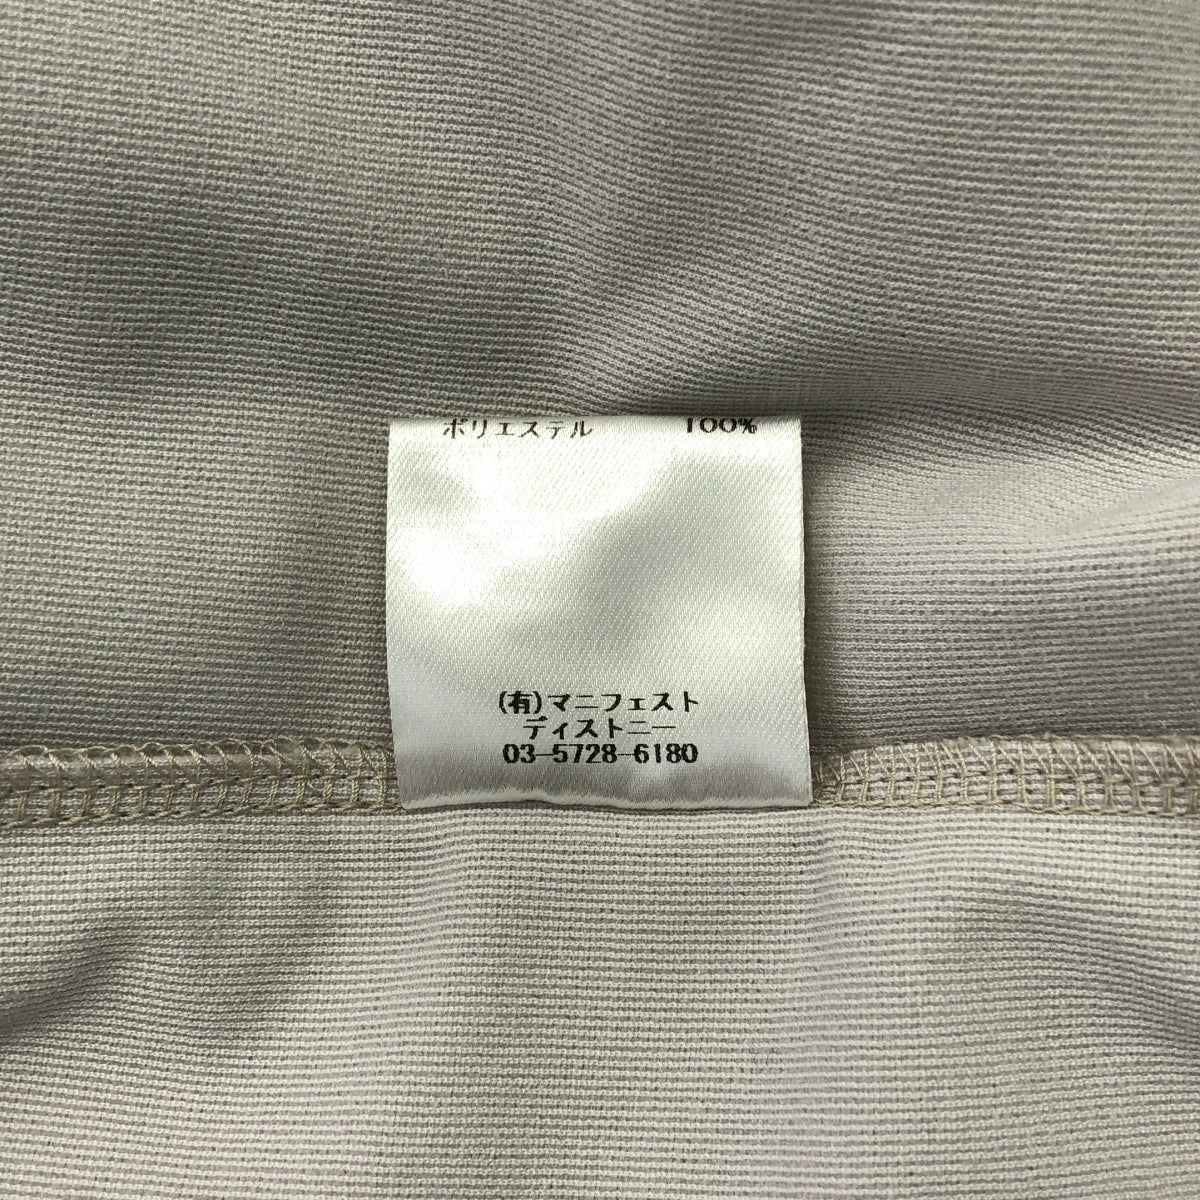 ポリエステル 100%
(有)マニフェスト
ディストニー
03-5728-6180